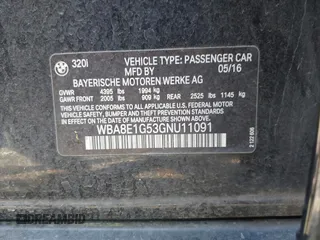 320i
VEHICLE TYPE: PASSENGER CAR
MFD BY
05/16
BAYERISCHE MOTOREN WERKE AG
GVWR 4395 lbs 1994 kg
GAWR FRONT 2005 lbs 909 kg REAR 2525 lbs 1145 kg
THIS VEHICLE CONFORMS TO ALL APPLICABLE FEDERAL MOTOR VEHICLE SAFETY,
BUMPER, AND THEFT PREVENTION STANDARDS IN EFFECT ON THE DATE OF MANUFACTURE SHOWN ABOVE.
WBA8E1G53GNU11091
DREAMBID